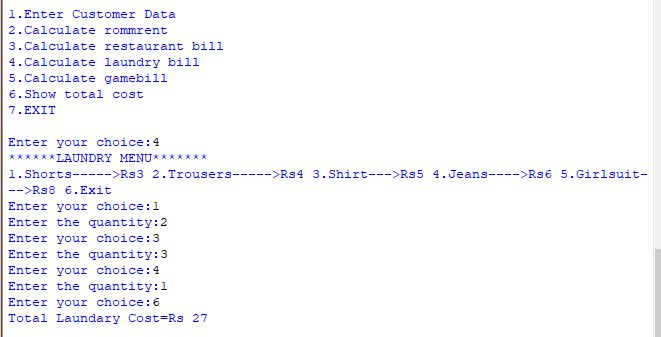 1.Enter Customer Data
2.Calculate rommrent
3.Calculate restaurant bill
4.Calculate laundry bill
5.Calculate gamebill
6.Show total cost
7.EXIT
Enter your choice:4
******LAUNDRY MENU*******
1.Shorts----->Rs3 2.Trousers----->Rs4 3.Shirt--->Rs5 4.Jeans---->Rs6 5.Girlsuit-
-->Rs8 6.Exit
Enter your choice:1
Enter the quantity:2
Enter your choice:3
Enter the quantity:3
Enter your choice:4
Enter the quantity:1
Enter your choice:6
Total Laundary Cost=Rs 27